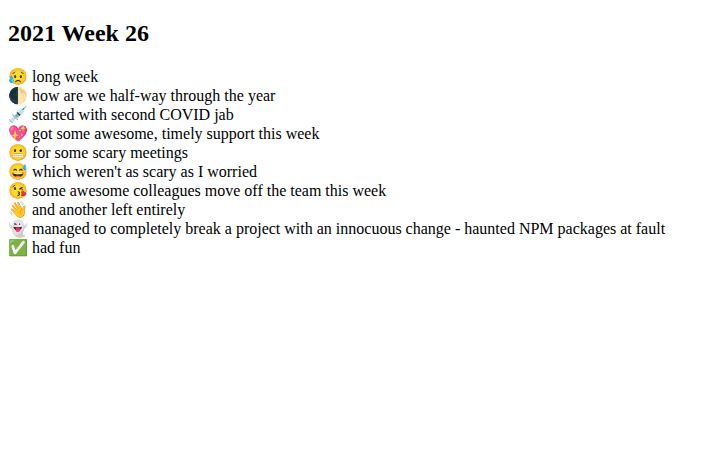 2021 Week 26
😥 long week
🌓 how are we half-way through the year
💉 started with second COVID jab
💖 got some awesome, timely support this week
😬 for some scary meetings
😅 which weren't as scary as I worried
😘 some awesome colleagues move off the team this week
👋 and another left entirely
👻 managed to completely break a project with an innocuous change - haunted NPM packages at fault
✅ had fun